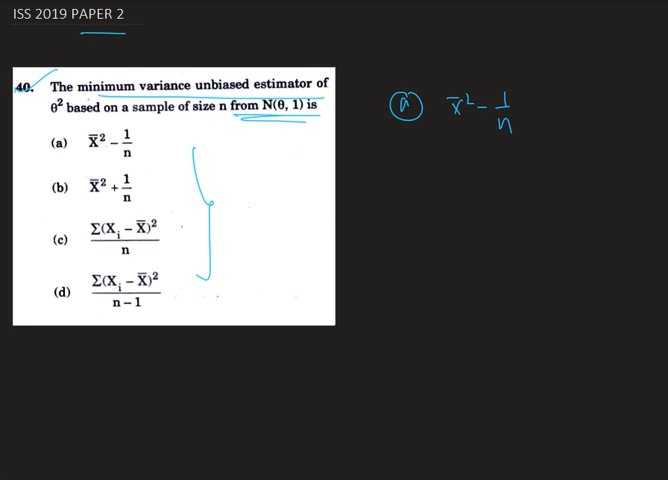 ISS 2019 PAPER 2
40. The minimum variance unbiased estimator of
θ² based on a sample of size n from N(θ, 1) is
(a) X̄² − 1/n
(b) X̄² + 1/n
(c) Σ(Xᵢ − X̄)²/n
(d) Σ(Xᵢ − X̄)²/n − 1
(a) x̄² − 1/n